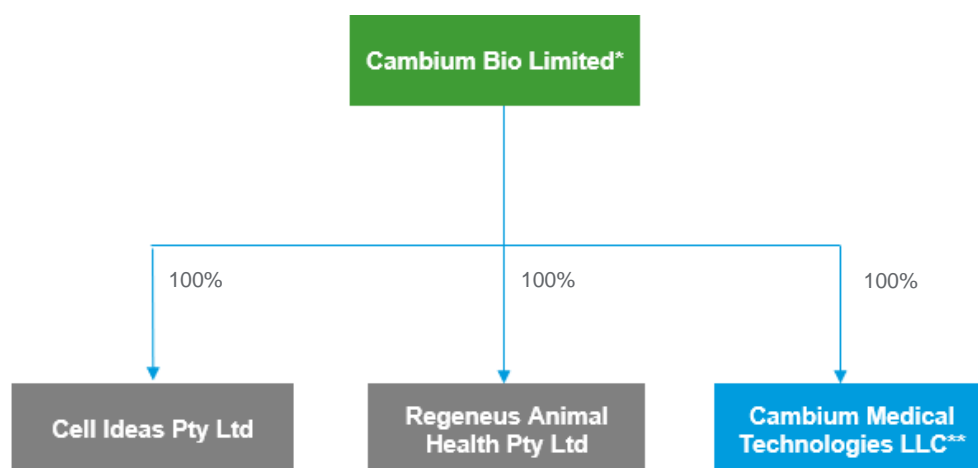 Cambium Bio Limited*
100%
100%
100%
Cell Ideas Pty Ltd
Regeneus Animal
Health Pty Ltd
Cambium Medical
Technologies LLC**